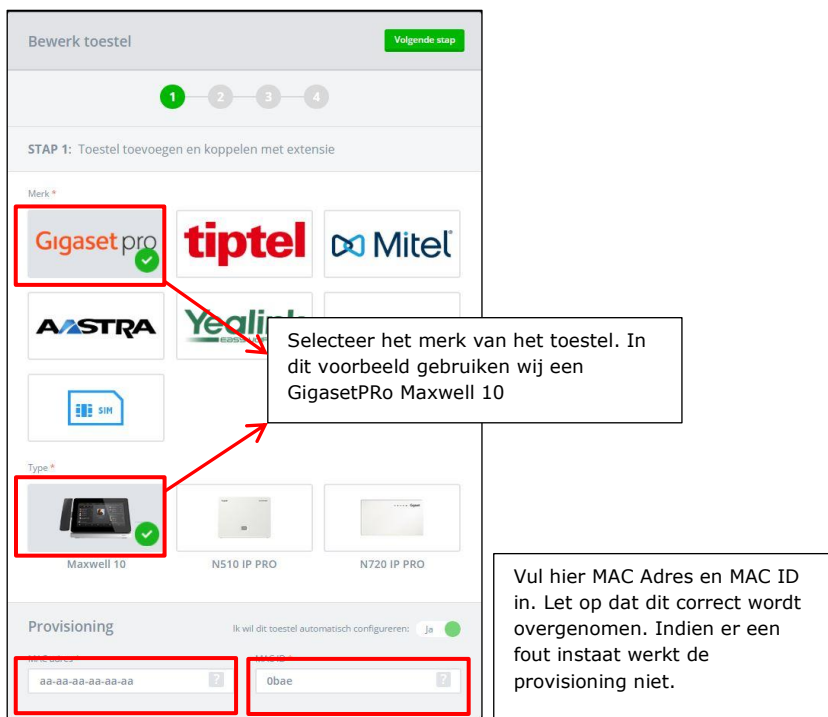 Bewerk toestel
Volgende stap
1 2 3 4
STAP 1: Toestel toevoegen en koppelen met extensie
Merk *
Gigaset pro
tiptel
Mitel
AASTRA
SIM
Selecteer het merk van het toestel. In
dit voorbeeld gebruiken wij een
GigasetPRo Maxwell 10
Type *
Maxwell 10
N510 IP PRO
N720 IP PRO
Provisioning
Ik wil dit toestel automatisch configureren: Ja
MAC adres *
MAC ID *
aa-aa-aa-aa-aa-aa ?
0bae ?
Vul hier MAC Adres en MAC ID
in. Let op dat dit correct wordt
overgenomen. Indien er een
fout instaat werkt de
provisioning niet.